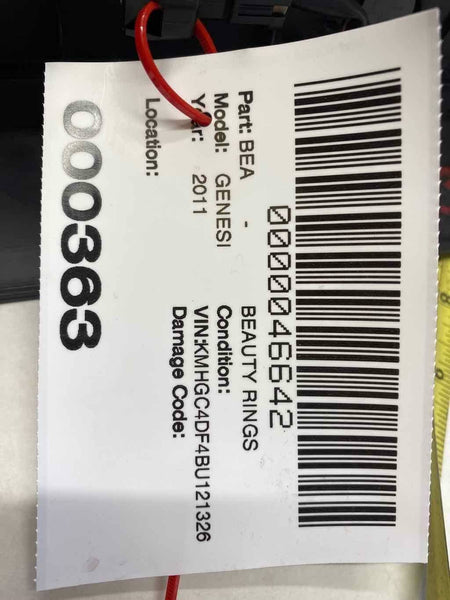 0000046642
Part: BEA - BEAUTY RINGS
Model: GENESI Condition:
Year: 2011 VIN:KMHGC4DF4BU121326
Damage Code:
Location:
000363